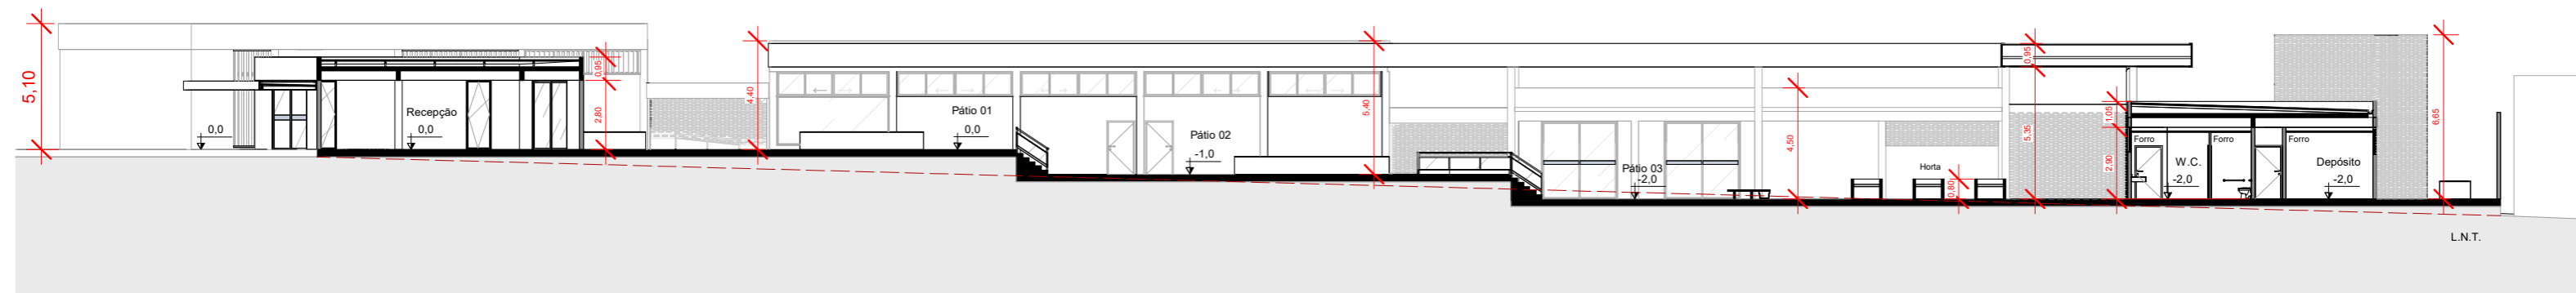 5,10
0,0
Recepção
0,0
0,95
2,80
4,40
Pátio 01
0,0
Pátio 02
-1,0
5,40
Pátio 03
-2,0
4,50
Horta
0,80
0,95
5,35
1,05
2,90
Forro
W.C.
-2,0
Forro
Forro
Depósito
-2,0
6,65
L.N.T.